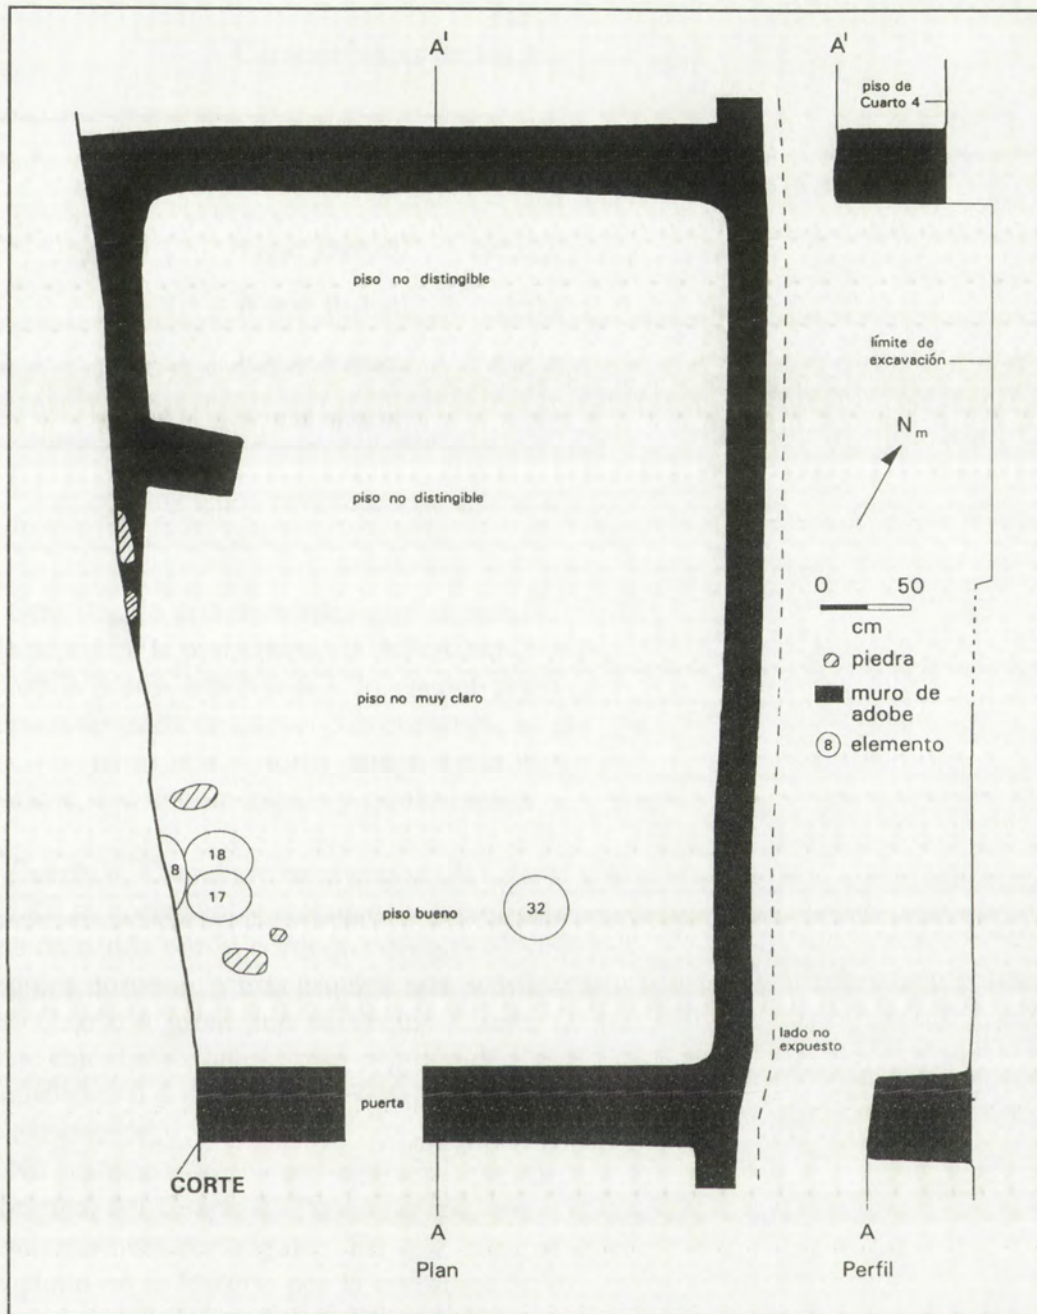 A'
A'
piso de
Cuarto 4
piso no distingible
límite de
excavación
N m
piso no distingible
0 50
cm
piedra
muro de
adobe
8 elemento
piso no muy claro
8
18
17
piso bueno
32
lado no
expuesto
puerta
CORTE
A
Plan
A
Perfil